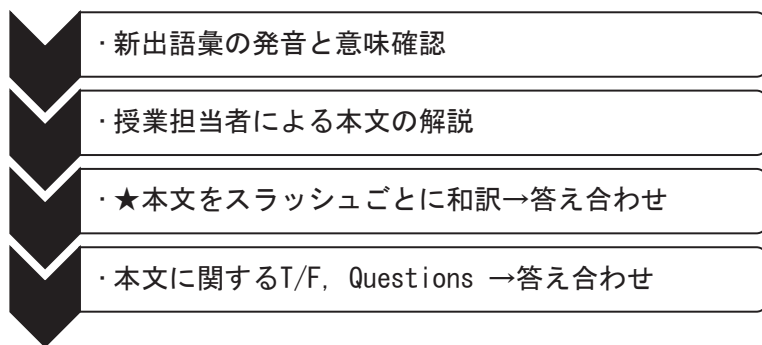 ・新出語彙の発音と意味確認
・授業担当者による本文の解説
・★本文をスラッシュごとに和訳→答え合わせ
・本文に関するT/F, Questions →答え合わせ